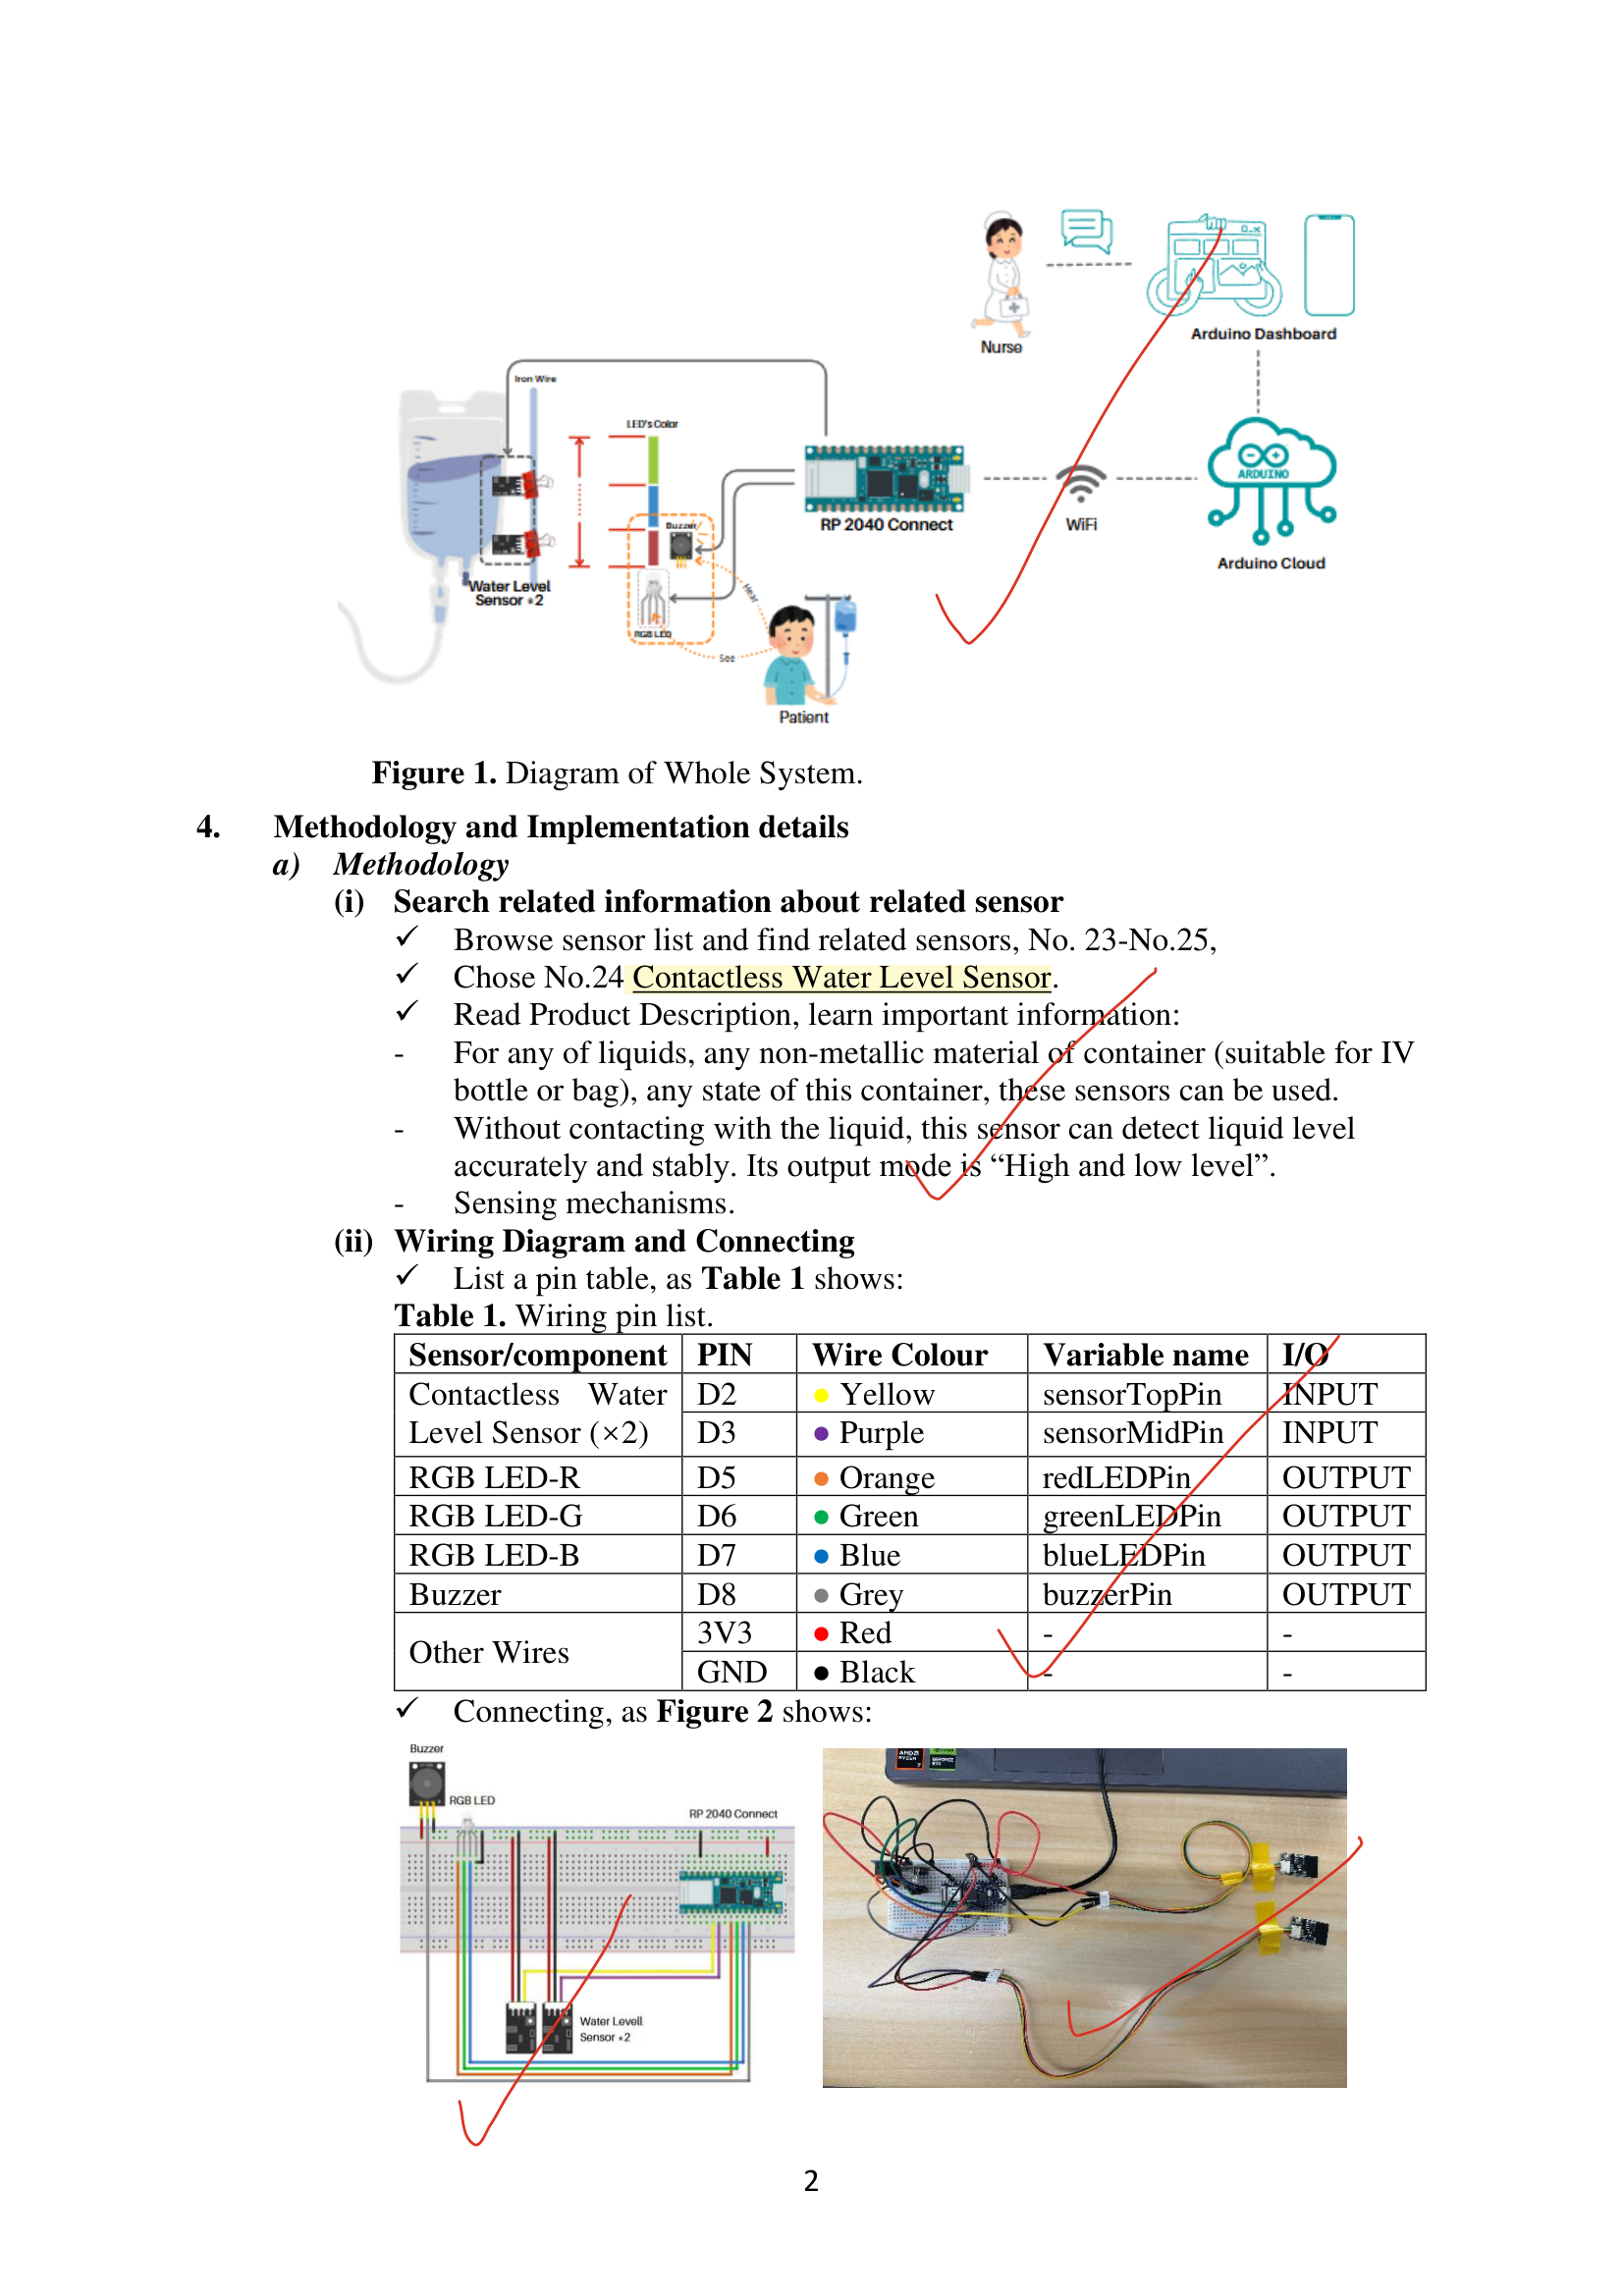 Nurse
Arduino Dashboard
Iron Wire
LED's Color
ARDUINO
Buzzer
RP 2040 Connect
WiFi
Arduino Cloud
Water Level
Sensor *2
Hear
RGB LED
See
Patient
Figure 1. Diagram of Whole System.
4. Methodology and Implementation details
a) Methodology
(i) Search related information about related sensor
✓ Browse sensor list and find related sensors, No. 23-No.25,
✓ Chose No.24 Contactless Water Level Sensor.
✓ Read Product Description, learn important information:
- For any of liquids, any non-metallic material of container (suitable for IV
bottle or bag), any state of this container, these sensors can be used.
- Without contacting with the liquid, this sensor can detect liquid level
accurately and stably. Its output mode is “High and low level”.
- Sensing mechanisms.
(ii) Wiring Diagram and Connecting
✓ List a pin table, as Table 1 shows:
Table 1. Wiring pin list.
Sensor/component PIN Wire Colour Variable name I/O
Contactless Water D2 ● Yellow sensorTopPin INPUT
Level Sensor (×2) D3 ● Purple sensorMidPin INPUT
RGB LED-R D5 ● Orange redLEDPin OUTPUT
RGB LED-G D6 ● Green greenLEDPin OUTPUT
RGB LED-B D7 ● Blue blueLEDPin OUTPUT
Buzzer D8 ● Grey buzzerPin OUTPUT
Other Wires 3V3 ● Red - -
GND ● Black - -
✓ Connecting, as Figure 2 shows:
Buzzer
RGB LED
RP 2040 Connect
Water Levell
Sensor *2
AMD
RYZEN
7
GEFORCE
2